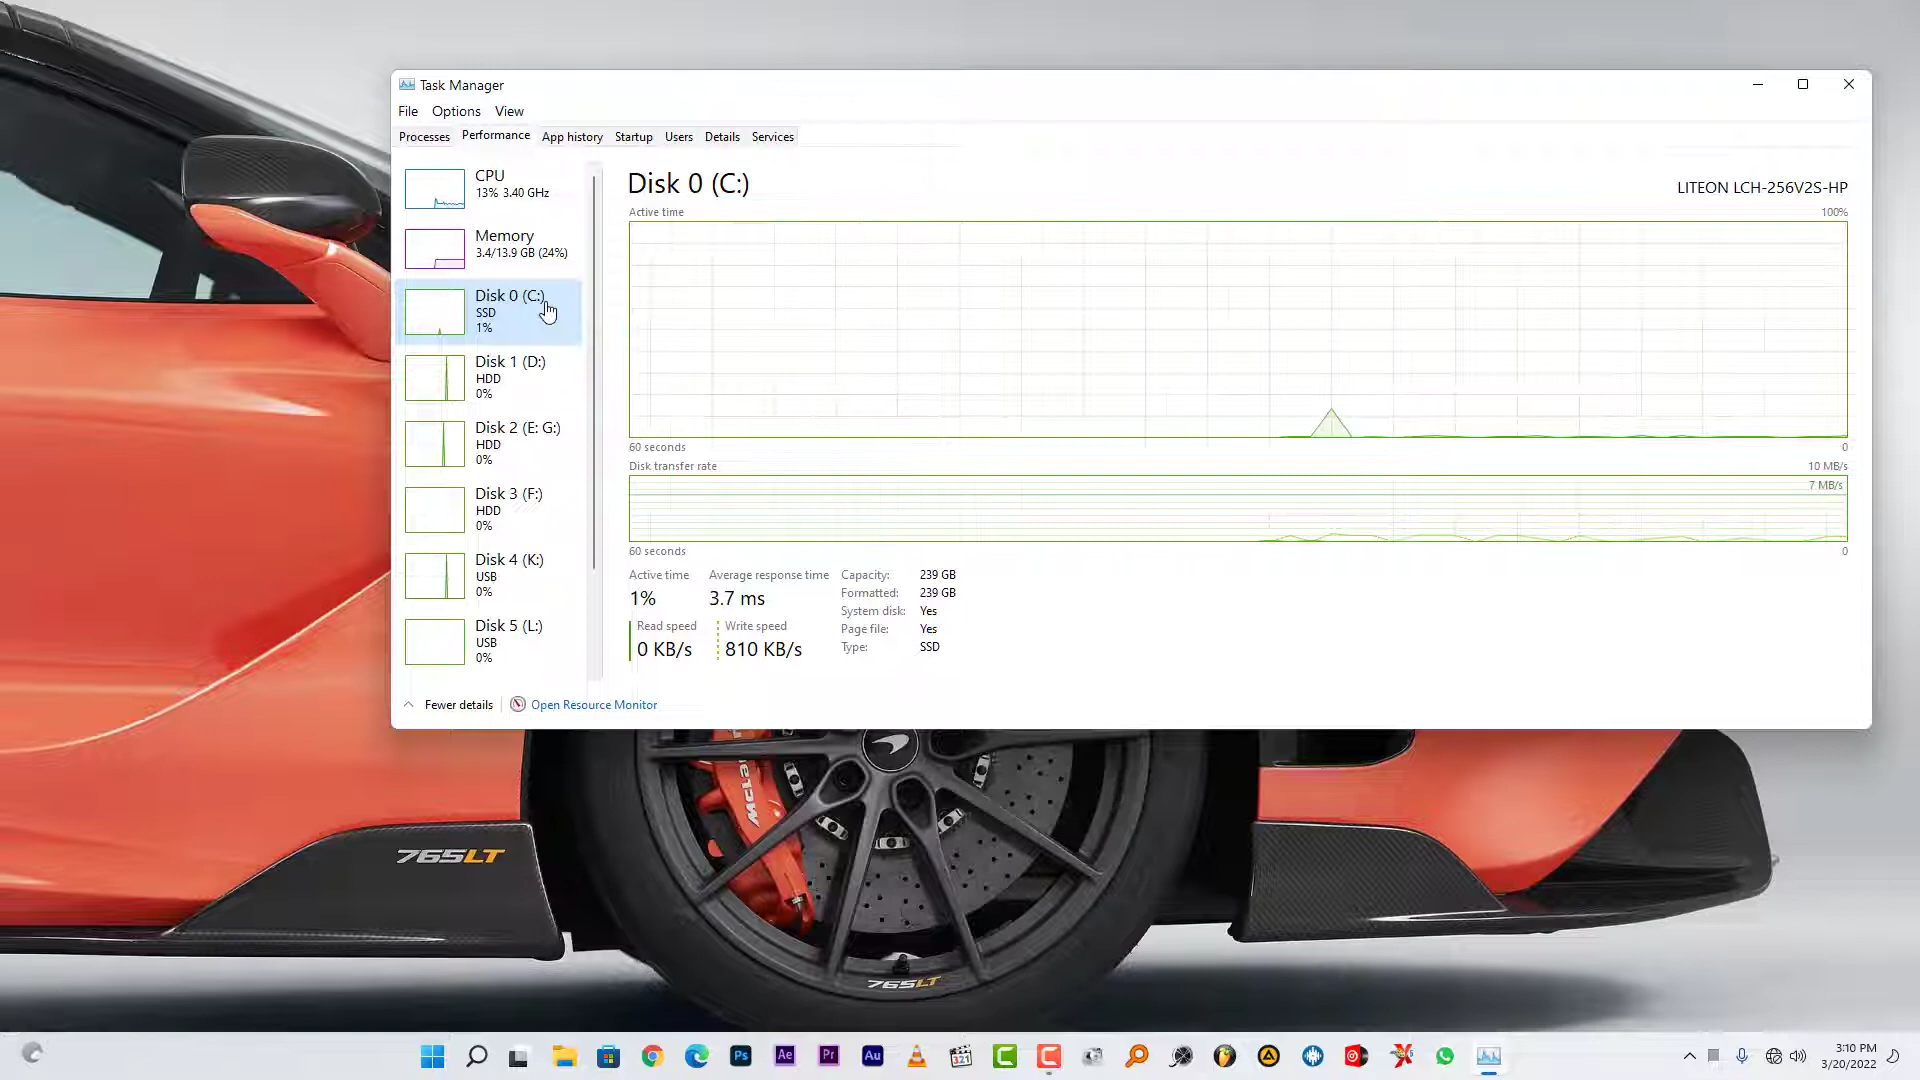 Task Manager
File Options View
Processes Performance App history Startup Users Details Services
CPU
13% 3.40 GHz
Memory
3.4/13.9 GB (24%)
Disk 0 (C:)
SSD
1%
Disk 1 (D:)
HDD
0%
Disk 2 (E: G:)
HDD
0%
Disk 3 (F:)
HDD
0%
Disk 4 (K:)
USB
0%
Disk 5 (L:)
USB
0%
Disk 0 (C:)
LITEON LCH-256V2S-HP
Active time 100%
60 seconds 0
Disk transfer rate 10 MB/s
7 MB/s
60 seconds 0
Active time Average response time
1% 3.7 ms
Read speed Write speed
0 KB/s 810 KB/s
Capacity: 239 GB
Formatted: 239 GB
System disk: Yes
Page file: Yes
Type: SSD
Fewer details Open Resource Monitor
McLaren
765LT
765LT
Ps Ae Pr Au 321 C C
3:10 PM
3/20/2022